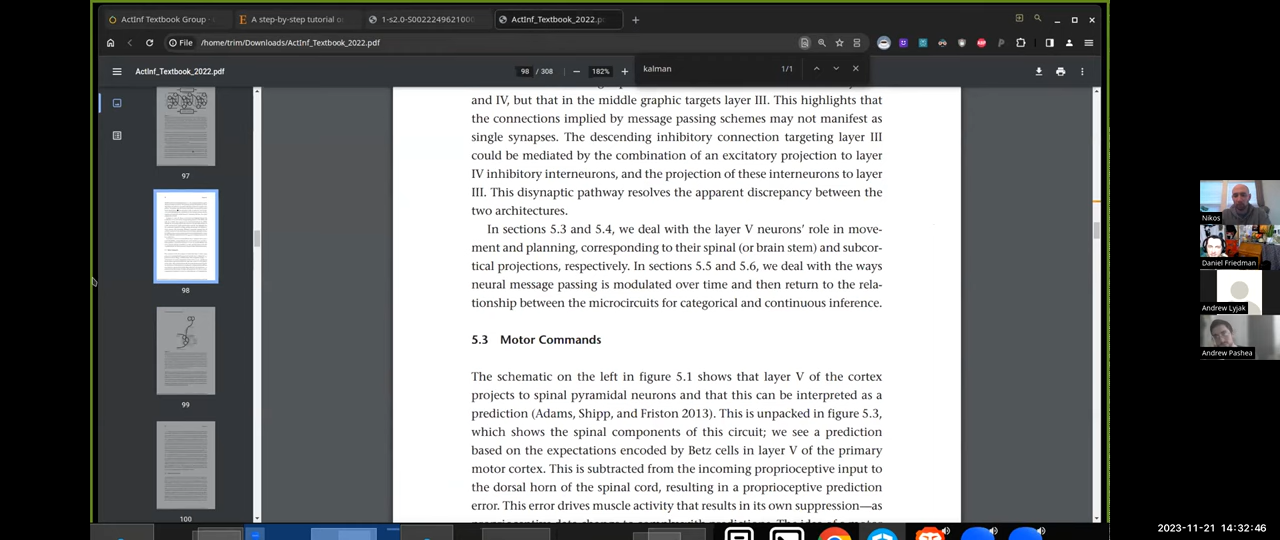 ActInf Textbook Group -
A step-by-step tutorial o
1-s2.0-S0022249621000
ActInf_Textbook_2022.p
File /home/trim/Downloads/ActInf_Textbook_2022.pdf
ActInf_Textbook_2022.pdf
98 / 308
182%
kalman
1/1
97
98
99
100
and IV, but that in the middle graphic targets layer III. This highlights that
the connections implied by message passing schemes may not manifest as
single synapses. The descending inhibitory connection targeting layer III
could be mediated by the combination of an excitatory projection to layer
IV inhibitory interneurons, and the projection of these interneurons to layer
III. This disynaptic pathway resolves the apparent discrepancy between the
two architectures.
In sections 5.3 and 5.4, we deal with the layer V neurons' role in move-
ment and planning, corresponding to their spinal (or brain stem) and subcor-
tical projections, respectively. In sections 5.5 and 5.6, we deal with the ways
neural message passing is modulated over time and then return to the rela-
tionship between the microcircuits for categorical and continuous inference.
5.3 Motor Commands
The schematic on the left in figure 5.1 shows that layer V of the cortex
projects to spinal pyramidal neurons and that this can be interpreted as a
prediction (Adams, Shipp, and Friston 2013). This is unpacked in figure 5.3,
which shows the spinal components of this circuit; we see a prediction
based on the expectations encoded by Betz cells in layer V of the primary
motor cortex. This is subtracted from the incoming proprioceptive input to
the dorsal horn of the spinal cord, resulting in a proprioceptive prediction
error. This error drives muscle activity that results in its own suppression—as
Nikos
Daniel Friedman
Andrew Lyjak
Andrew Pashea
2023-11-21 14:32:46